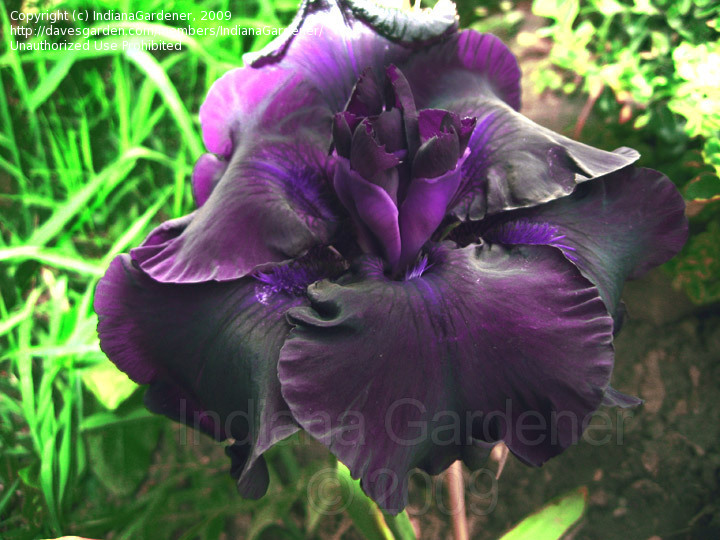 Copyright (c) IndianaGardener, 2009
http://davesgarden.com/members/IndianaGardener/
Unauthorized Use Prohibited
Indiana Gardener
© 2009